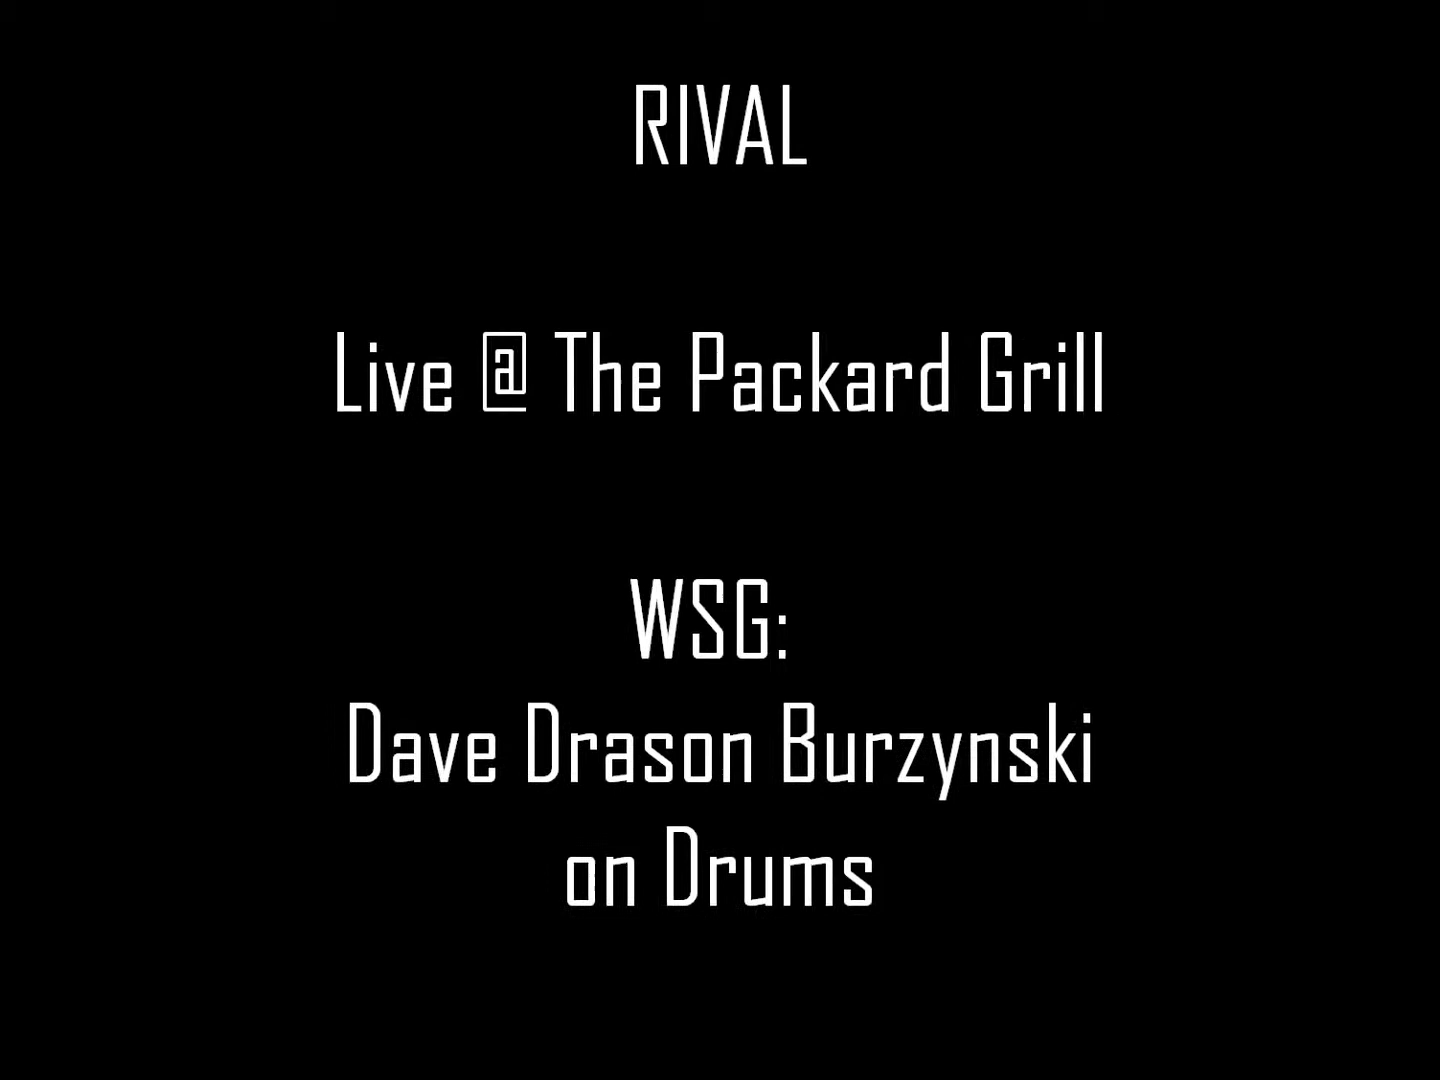 RIVAL
Live @ The Packard Grill
WSG:
Dave Drason Burzynski
on Drums